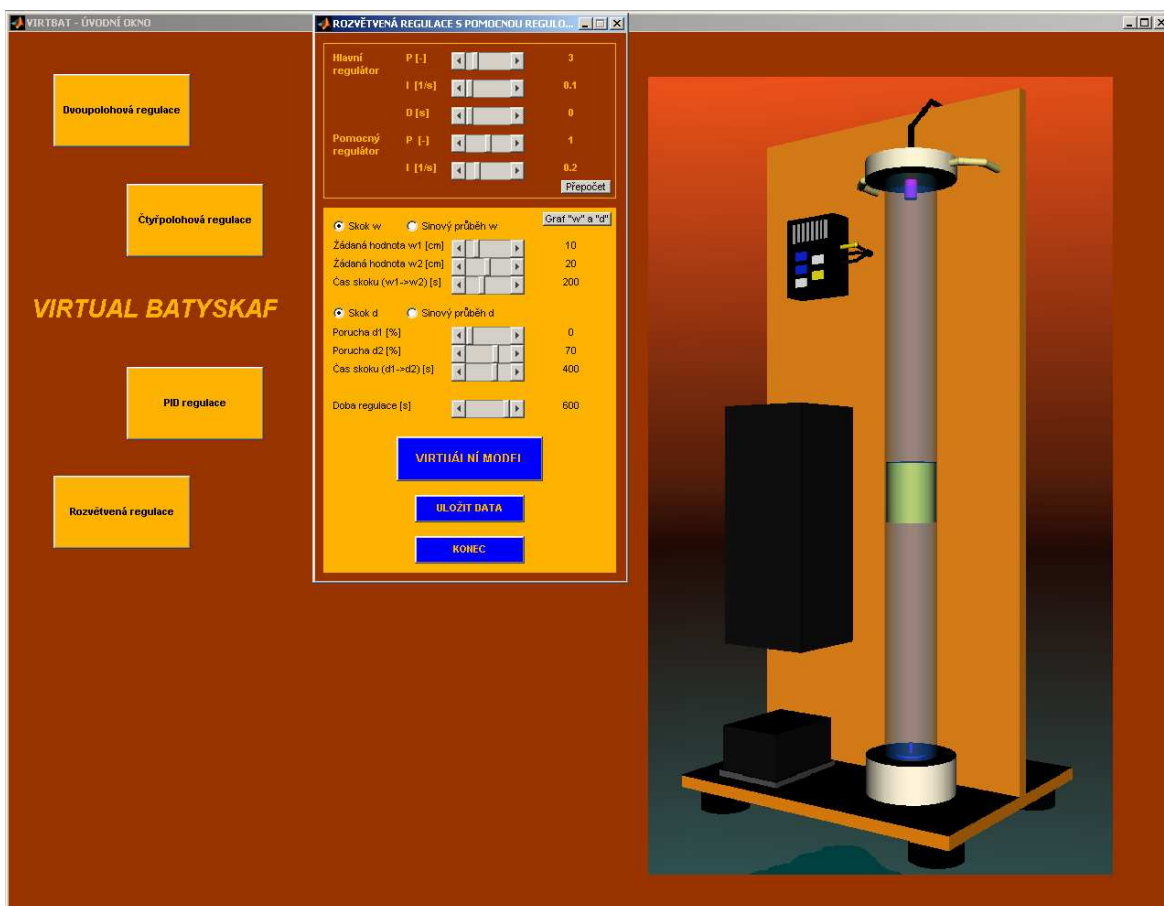 VIRTBAT - ÚVODNÍ OKNO
Dvoupolohová regulace
Čtyřpolohová regulace
VIRTUAL BATYSKAF
PID regulace
Rozvětvená regulace
ROZVĚTVENÁ REGULACE S POMOCNOU REGULO...
Hlavní regulátor
P [-] 3
I [1/s] 0.1
D [s] 0
Pomocný regulátor
P [-] 1
I [1/s] 0.2
Přepočet
Graf "w" a "d"
Skok w Sinový průběh w
Žádaná hodnota w1 [cm] 10
Žádaná hodnota w2 [cm] 20
Čas skoku (w1->w2) [s] 200
Skok d Sinový průběh d
Porucha d1 [%] 0
Porucha d2 [%] 70
Čas skoku (d1->d2) [s] 400
Doba regulace [s] 600
VIRTUÁLNÍ MODEL
ULOŽIT DATA
KONEC